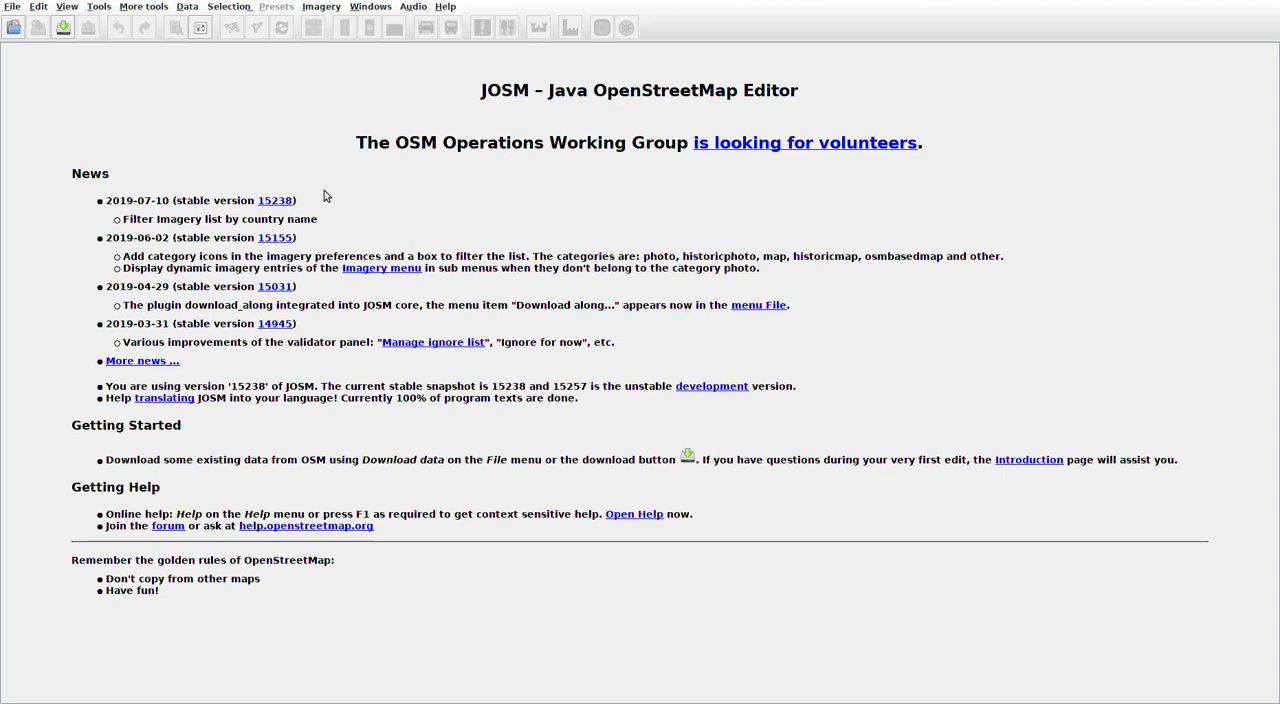 File Edit View Tools More tools Data Selection Presets Imagery Windows Audio Help
JOSM – Java OpenStreetMap Editor
The OSM Operations Working Group is looking for volunteers.
News
2019-07-10 (stable version 15238)
Filter Imagery list by country name
2019-06-02 (stable version 15155)
Add category icons in the imagery preferences and a box to filter the list. The categories are: photo, historicphoto, map, historicmap, osmbasedmap and other.
Display dynamic imagery entries of the Imagery menu in sub menus when they don't belong to the category photo.
2019-04-29 (stable version 15031)
The plugin download_along integrated into JOSM core, the menu item "Download along..." appears now in the menu File.
2019-03-31 (stable version 14945)
Various improvements of the validator panel: "Manage ignore list", "Ignore for now", etc.
More news ...
You are using version '15238' of JOSM. The current stable snapshot is 15238 and 15257 is the unstable development version.
Help translating JOSM into your language! Currently 100% of program texts are done.
Getting Started
Download some existing data from OSM using Download data on the File menu or the download button . If you have questions during your very first edit, the Introduction page will assist you.
Getting Help
Online help: Help on the Help menu or press F1 as required to get context sensitive help. Open Help now.
Join the forum or ask at help.openstreetmap.org
Remember the golden rules of OpenStreetMap:
Don't copy from other maps
Have fun!